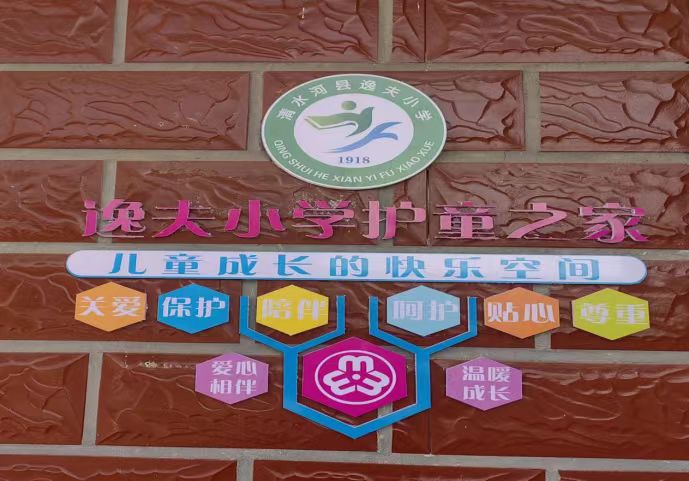 清水河县逸夫小学
1918
QING SHUI HE XIAN YI FU XIAO XUE
逸夫小学护童之家
儿童成长的快乐空间
关爱 保护 陪伴 呵护 贴心 尊重
爱心
相伴
温暖
成长